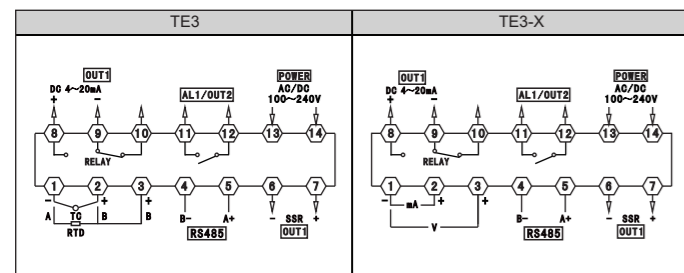 TE3
TE3-X
OUT1
DC 4～20mA
+ −
AL1/OUT2
POWER
AC/DC
100～240V
8 9 10 11 12 13 14
RELAY
1 2 3 4 5 6 7
− + +
TC
A B B
RTD
B− A+
RS485
− SSR +
OUT1
OUT1
DC 4～20mA
+ −
AL1/OUT2
POWER
AC/DC
100～240V
8 9 10 11 12 13 14
RELAY
1 2 3 4 5 6 7
− mA + +
V
B− A+
RS485
− SSR +
OUT1